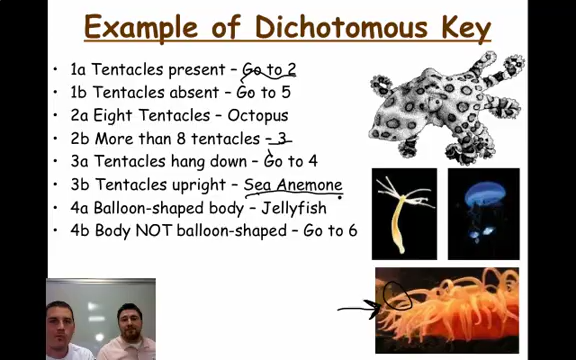 Example of Dichotomous Key
• 1a Tentacles present – Go to 2
• 1b Tentacles absent – Go to 5
• 2a Eight Tentacles – Octopus
• 2b More than 8 tentacles – 3
• 3a Tentacles hang down – Go to 4
• 3b Tentacles upright – Sea Anemone
• 4a Balloon-shaped body – Jellyfish
• 4b Body NOT balloon-shaped – Go to 6